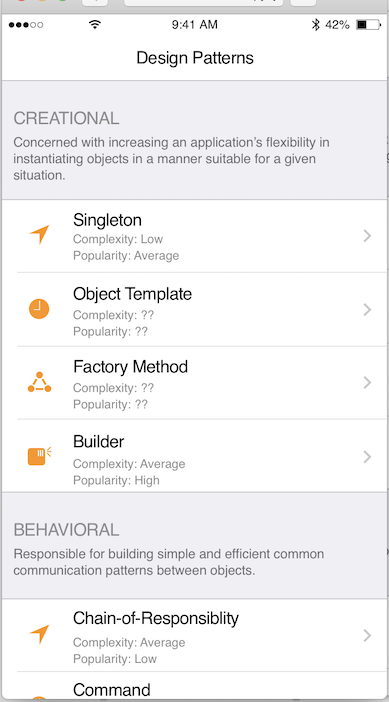 9:41 AM
42%
Design Patterns
CREATIONAL
Concerned with increasing an application's flexibility in
instantiating objects in a manner suitable for a given
situation.
Singleton
Complexity: Low
Popularity: Average
Object Template
Complexity: ??
Popularity: ??
Factory Method
Complexity: ??
Popularity: ??
Builder
Complexity: Average
Popularity: High
BEHAVIORAL
Responsible for building simple and efficient common
communication patterns between objects.
Chain-of-Responsiblity
Complexity: Average
Popularity: Low
Command